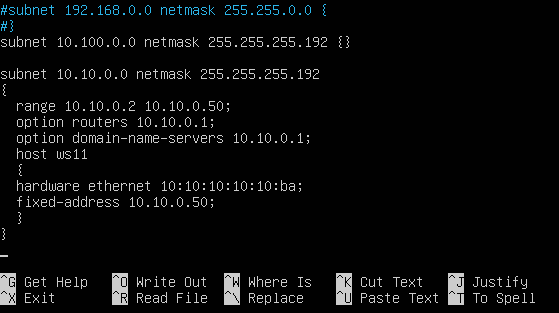 #subnet 192.168.0.0 netmask 255.255.0.0 {
#}
subnet 10.100.0.0 netmask 255.255.255.192 {}

subnet 10.10.0.0 netmask 255.255.255.192
{
  range 10.10.0.2 10.10.0.50;
  option routers 10.10.0.1;
  option domain-name-servers 10.10.0.1;
  host ws11
  {
  hardware ethernet 10:10:10:10:10:ba;
  fixed-address 10.10.0.50;
  }
}

^G Get Help ^O Write Out ^W Where Is ^K Cut Text ^J Justify
^X Exit ^R Read File ^\ Replace ^U Paste Text ^T To Spell